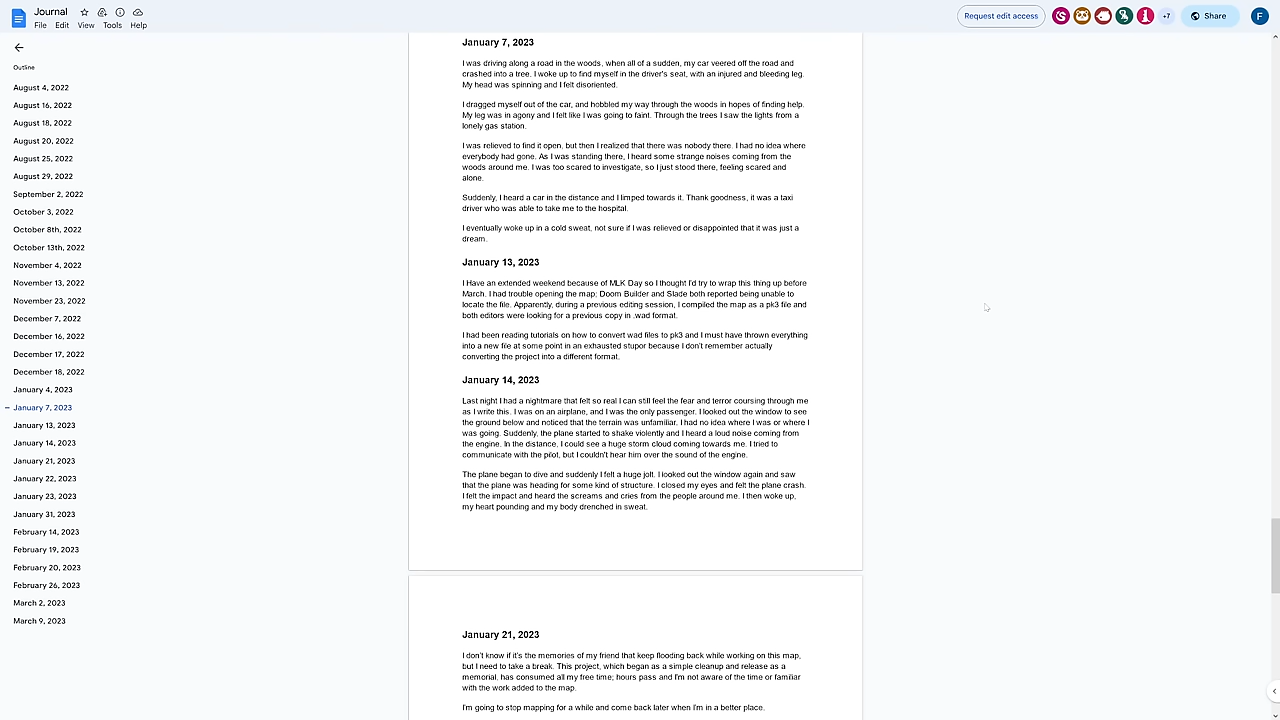 Journal
File Edit View Tools Help
Request edit access
+7
Share
F
Outline
August 4, 2022
August 16, 2022
August 18, 2022
August 20, 2022
August 25, 2022
August 29, 2022
September 2, 2022
October 3, 2022
October 8th, 2022
October 13th, 2022
November 4, 2022
November 13, 2022
November 23, 2022
December 7, 2022
December 16, 2022
December 17, 2022
December 18, 2022
January 4, 2023
January 7, 2023
January 13, 2023
January 14, 2023
January 21, 2023
January 22, 2023
January 23, 2023
January 31, 2023
February 14, 2023
February 19, 2023
February 20, 2023
February 26, 2023
March 2, 2023
March 9, 2023
January 7, 2023
I was driving along a road in the woods, when all of a sudden, my car veered off the road and
crashed into a tree. I woke up to find myself in the driver's seat, with an injured and bleeding leg.
My head was spinning and I felt disoriented.
I dragged myself out of the car, and hobbled my way through the woods in hopes of finding help.
My leg was in agony and I felt like I was going to faint. Through the trees I saw the lights from a
lonely gas station.
I was relieved to find it open, but then I realized that there was nobody there. I had no idea where
everybody had gone. As I was standing there, I heard some strange noises coming from the
woods around me. I was too scared to investigate, so I just stood there, feeling scared and
alone.
Suddenly, I heard a car in the distance and I limped towards it. Thank goodness, it was a taxi
driver who was able to take me to the hospital.
I eventually woke up in a cold sweat, not sure if I was relieved or disappointed that it was just a
dream.
January 13, 2023
I Have an extended weekend because of MLK Day so I thought I'd try to wrap this thing up before
March. I had trouble opening the map; Doom Builder and Slade both reported being unable to
locate the file. Apparently, during a previous editing session, I compiled the map as a pk3 file and
both editors were looking for a previous copy in .wad format.
I had been reading tutorials on how to convert wad files to pk3 and I must have thrown everything
into a new file at some point in an exhausted stupor because I don't remember actually
converting the project into a different format.
January 14, 2023
Last night I had a nightmare that felt so real I can still feel the fear and terror coursing through me
as I write this. I was on an airplane, and I was the only passenger. I looked out the window to see
the ground below and noticed that the terrain was unfamiliar. I had no idea where I was or where I
was going. Suddenly, the plane started to shake violently and I heard a loud noise coming from
the engine. In the distance, I could see a huge storm cloud coming towards me. I tried to
communicate with the pilot, but I couldn't hear him over the sound of the engine.
The plane began to dive and suddenly I felt a huge jolt. I looked out the window again and saw
that the plane was heading for some kind of structure. I closed my eyes and felt the plane crash.
I felt the impact and heard the screams and cries from the people around me. I then woke up,
my heart pounding and my body drenched in sweat.
January 21, 2023
I don't know if it's the memories of my friend that keep flooding back while working on this map,
but I need to take a break. This project, which began as a simple cleanup and release as a
memorial, has consumed all my free time; hours pass and I'm not aware of the time or familiar
with the work added to the map.
I'm going to stop mapping for a while and come back later when I'm in a better place.